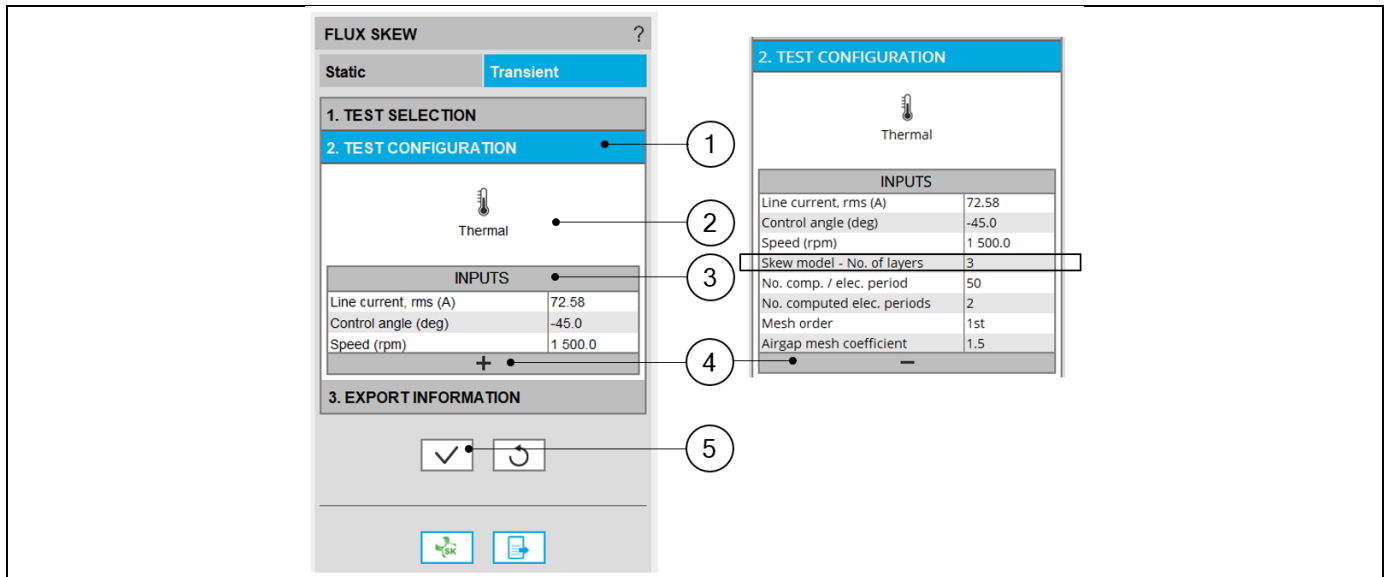 FLUX SKEW ?
Static Transient
1. TEST SELECTION
2. TEST CONFIGURATION
Thermal
INPUTS
Line current, rms (A) 72.58
Control angle (deg) -45.0
Speed (rpm) 1 500.0
+
3. EXPORT INFORMATION
SK
1
2
3
4
5
2. TEST CONFIGURATION
Thermal
INPUTS
Line current, rms (A) 72.58
Control angle (deg) -45.0
Speed (rpm) 1 500.0
Skew model - No. of layers 3
No. comp. / elec. period 50
No. computed elec. periods 2
Mesh order 1st
Airgap mesh coefficient 1.5
−